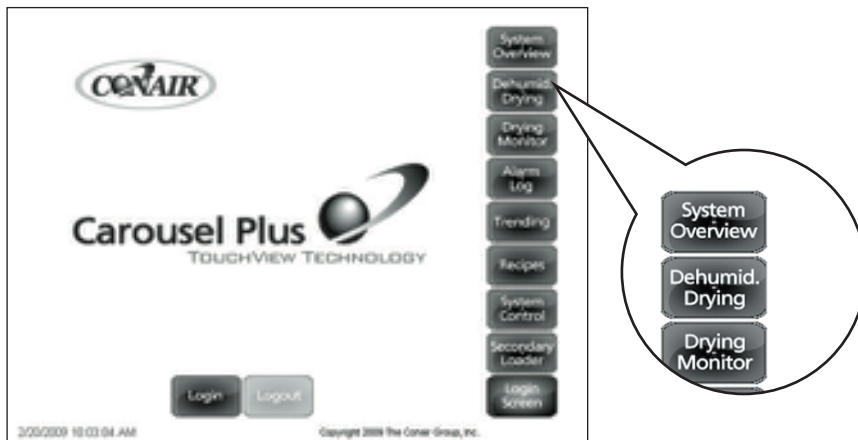 CONAIR
Carousel Plus
TOUCHVIEW TECHNOLOGY
Login
Logout
2/20/2009 10:03:04 AM
Copyright 2009 The Conair Group, Inc.
System
Overview
Dehumid.
Drying
Drying
Monitor
Alarm
Log
Trending
Recipes
System
Control
Secondary
Loader
Login
Screen
System
Overview
Dehumid.
Drying
Drying
Monitor